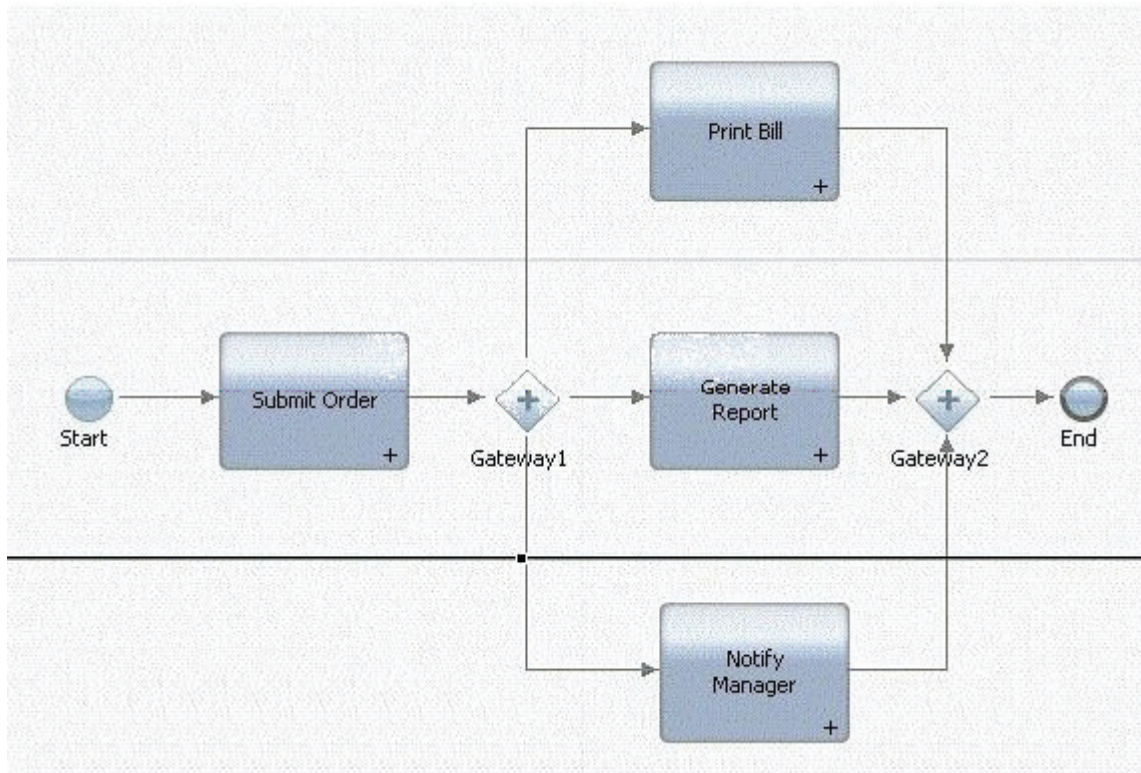 Print Bill
Start
Submit Order
Gateway1
Generate
Report
Gateway2
End
Notify
Manager